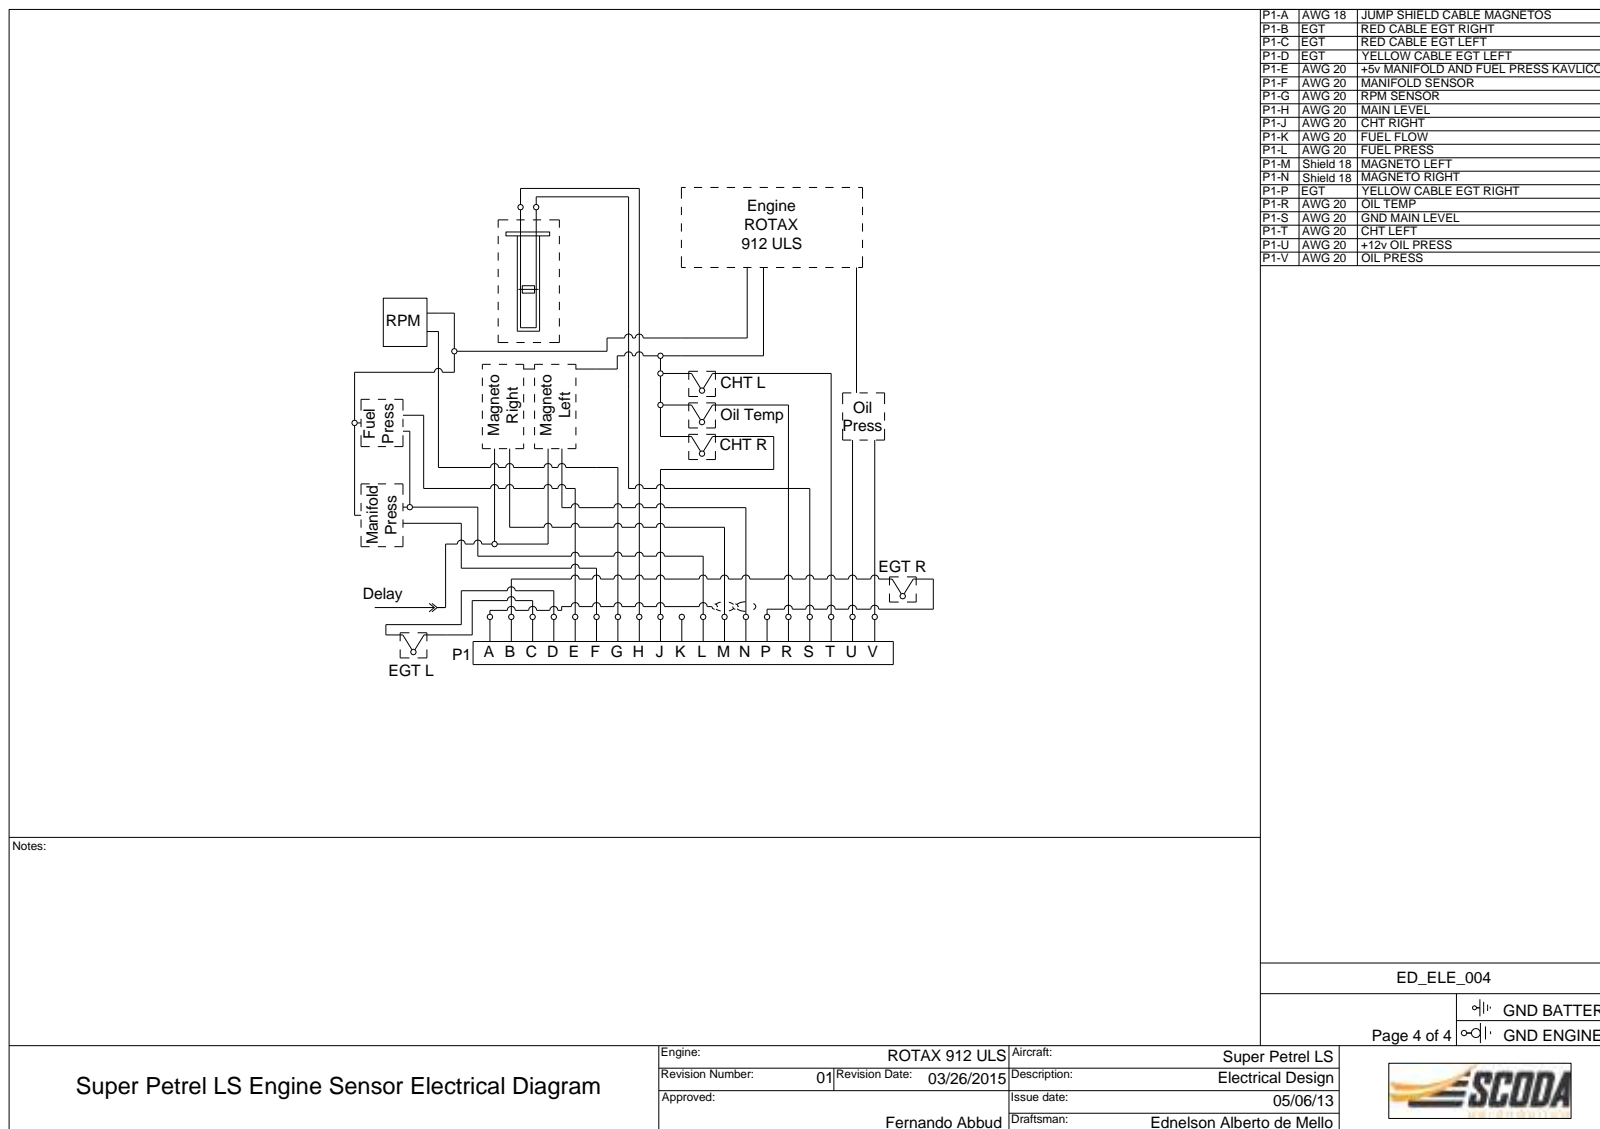 P1-A AWG 18 JUMP SHIELD CABLE MAGNETOS
P1-B EGT RED CABLE EGT RIGHT
P1-C EGT RED CABLE EGT LEFT
P1-D EGT YELLOW CABLE EGT LEFT
P1-E AWG 20 +5v MANIFOLD AND FUEL PRESS KAVLICO
P1-F AWG 20 MANIFOLD SENSOR
P1-G AWG 20 RPM SENSOR
P1-H AWG 20 MAIN LEVEL
P1-J AWG 20 CHT RIGHT
P1-K AWG 20 FUEL FLOW
P1-L AWG 20 FUEL PRESS
P1-M Shield 18 MAGNETO LEFT
P1-N Shield 18 MAGNETO RIGHT
P1-P EGT YELLOW CABLE EGT RIGHT
P1-R AWG 20 OIL TEMP
P1-S AWG 20 GND MAIN LEVEL
P1-T AWG 20 CHT LEFT
P1-U AWG 20 +12v OIL PRESS
P1-V AWG 20 OIL PRESS
Engine
ROTAX
912 ULS
RPM
Magneto
Right
Magneto
Left
CHT L
Oil Temp
CHT R
Oil
Press
Fuel
Press
Manifold
Press
EGT R
Delay
EGT L
P1 A B C D E F G H J K L M N P R S T U V
Notes:
ED_ELE_004
GND BATTER
Page 4 of 4 GND ENGINE
Super Petrel LS Engine Sensor Electrical Diagram
Engine: ROTAX 912 ULS Aircraft: Super Petrel LS
Revision Number: 01 Revision Date: 03/26/2015 Description: Electrical Design
Approved: Issue date: 05/06/13
Fernando Abbud Draftsman: Ednelson Alberto de Mello
SCODA